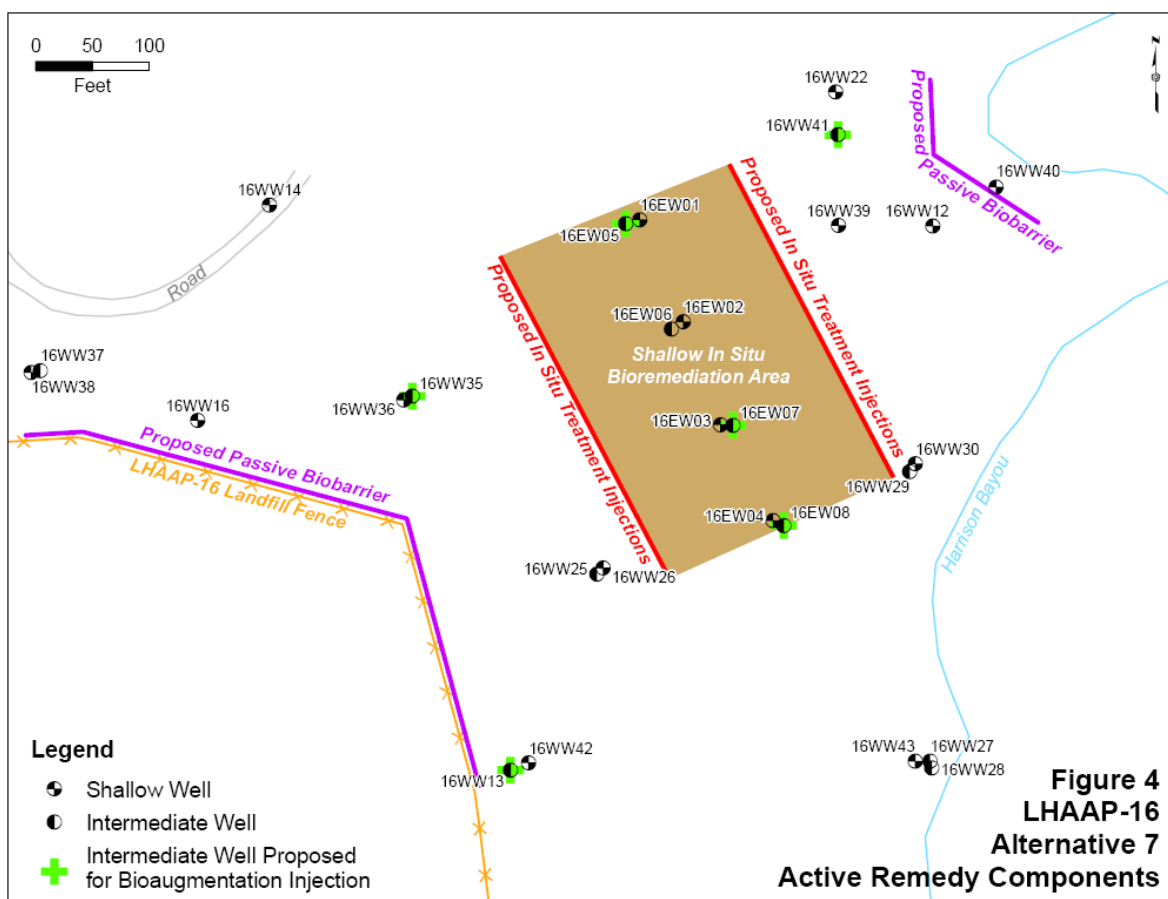 0 50 100
Feet
16WW22
16WW41
Proposed
Passive Biobarrier
16WW40
16WW14
16WW39
16WW12
Road
16EW01
16EW05
Proposed In Situ Treatment Injections
Proposed In Situ Treatment Injections
16EW06
16EW02
Shallow In Situ
Bioremediation Area
16WW37
16WW38
16WW35
16WW36
16WW16
16EW03
16EW07
Proposed Passive Biobarrier
LHAAP-16 Landfill Fence
16WW30
16WW29
Harrison Bayou
16EW04
16EW08
16WW25
16WW26
16WW42
16WW13
16WW43
16WW27
16WW28
Legend
Shallow Well
Intermediate Well
Intermediate Well Proposed
for Bioaugmentation Injection
Figure 4
LHAAP-16
Alternative 7
Active Remedy Components